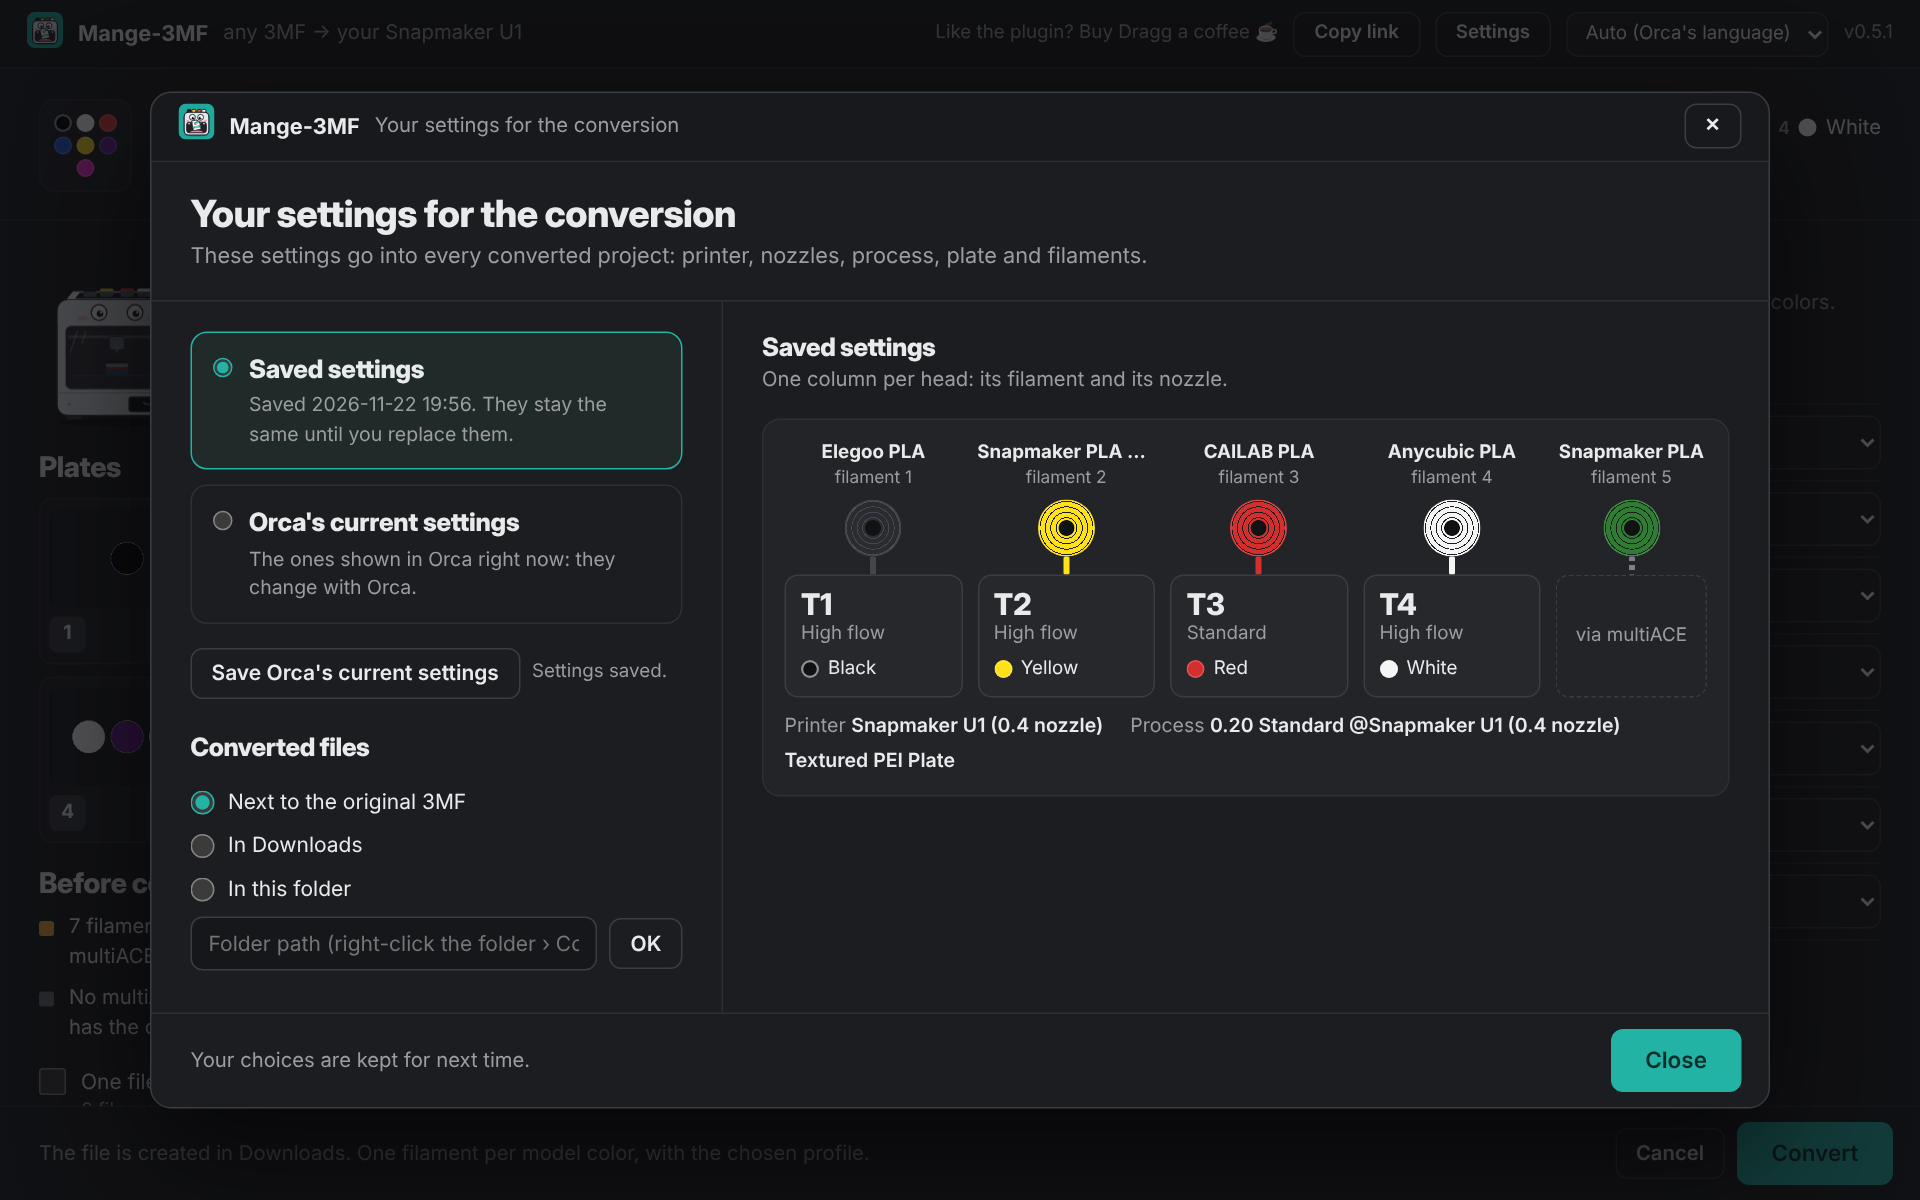 Mange-3MF any 3MF → your Snapmaker U1 Like the plugin? Buy Dragg a coffee ☕ Copy link Settings Auto (Orca's language) v0.5.1
Mange-3MF Your settings for the conversion ×
4 White
Your settings for the conversion
These settings go into every converted project: printer, nozzles, process, plate and filaments.
colors.
Saved settings
Saved 2026-11-22 19:56. They stay the
same until you replace them.
Orca's current settings
The ones shown in Orca right now: they
change with Orca.
Save Orca's current settings Settings saved.
Converted files
Next to the original 3MF
In Downloads
In this folder
Folder path (right-click the folder › Co
OK
Saved settings
One column per head: its filament and its nozzle.
Elegoo PLA Snapmaker PLA ... CAILAB PLA Anycubic PLA Snapmaker PLA
filament 1 filament 2 filament 3 filament 4 filament 5
T1 T2 T3 T4
High flow High flow Standard High flow via multiACE
Black Yellow Red White
Printer Snapmaker U1 (0.4 nozzle) Process 0.20 Standard @Snapmaker U1 (0.4 nozzle)
Textured PEI Plate
Your choices are kept for next time. Close
Plates
1
4
Before c
7 filamen
multiACE
No multi
has the
One file
The file is created in Downloads. One filament per model color, with the chosen profile. Cancel Convert